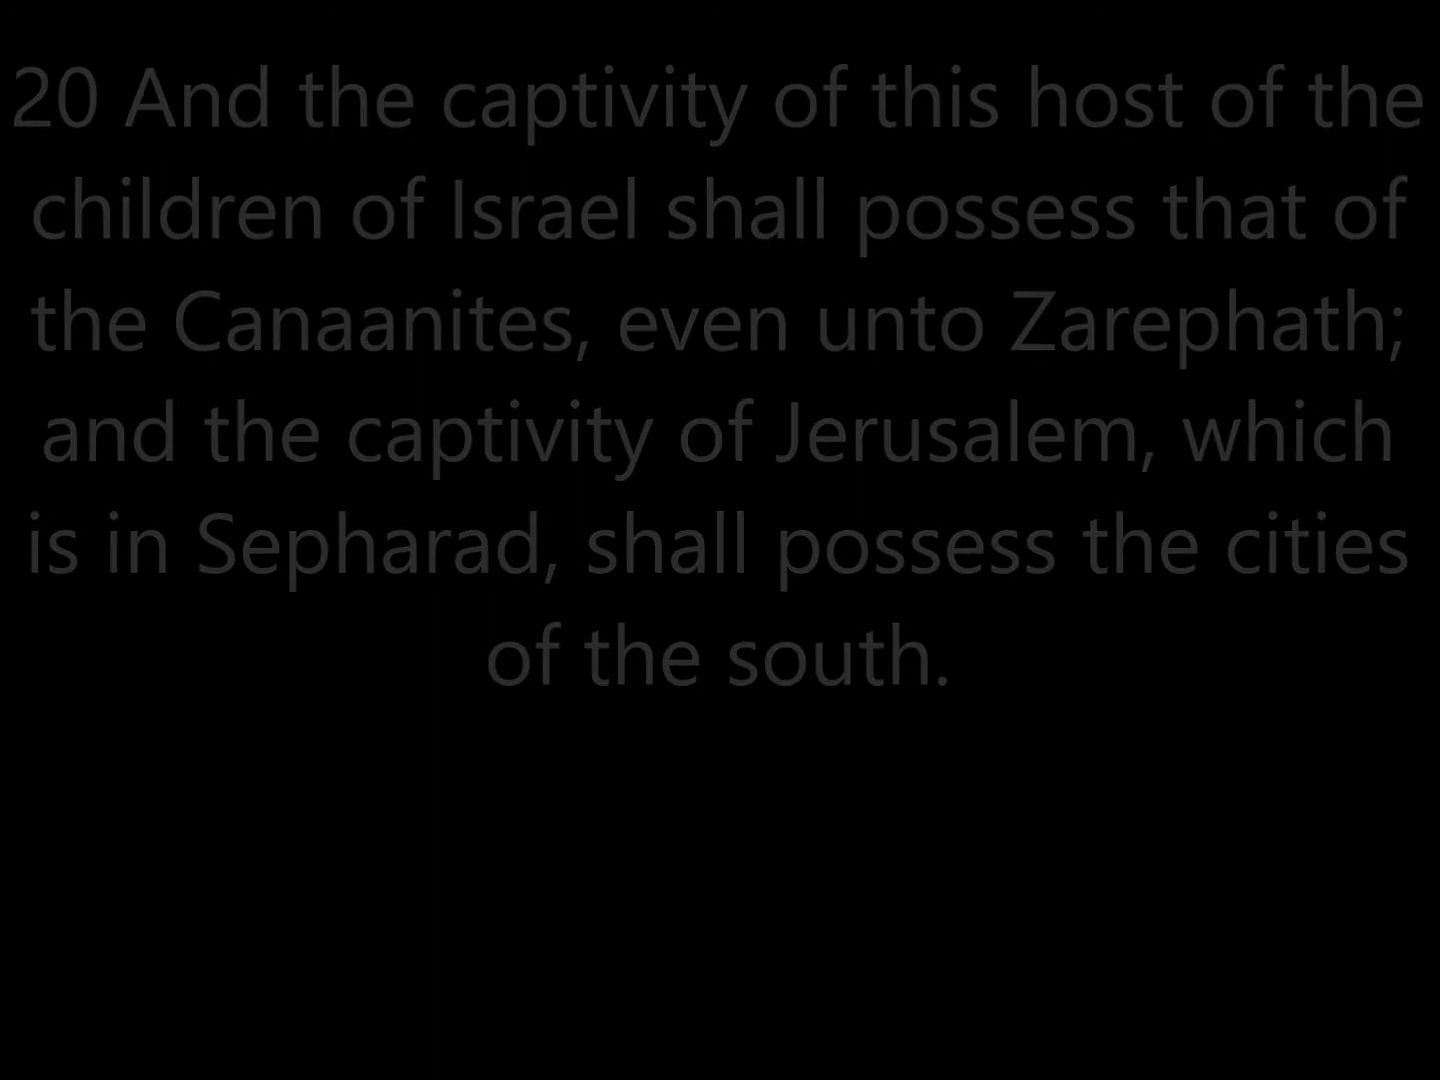 20 And the captivity of this host of the
children of Israel shall possess that of
the Canaanites, even unto Zarephath;
and the captivity of Jerusalem, which
is in Sepharad, shall possess the cities
of the south.